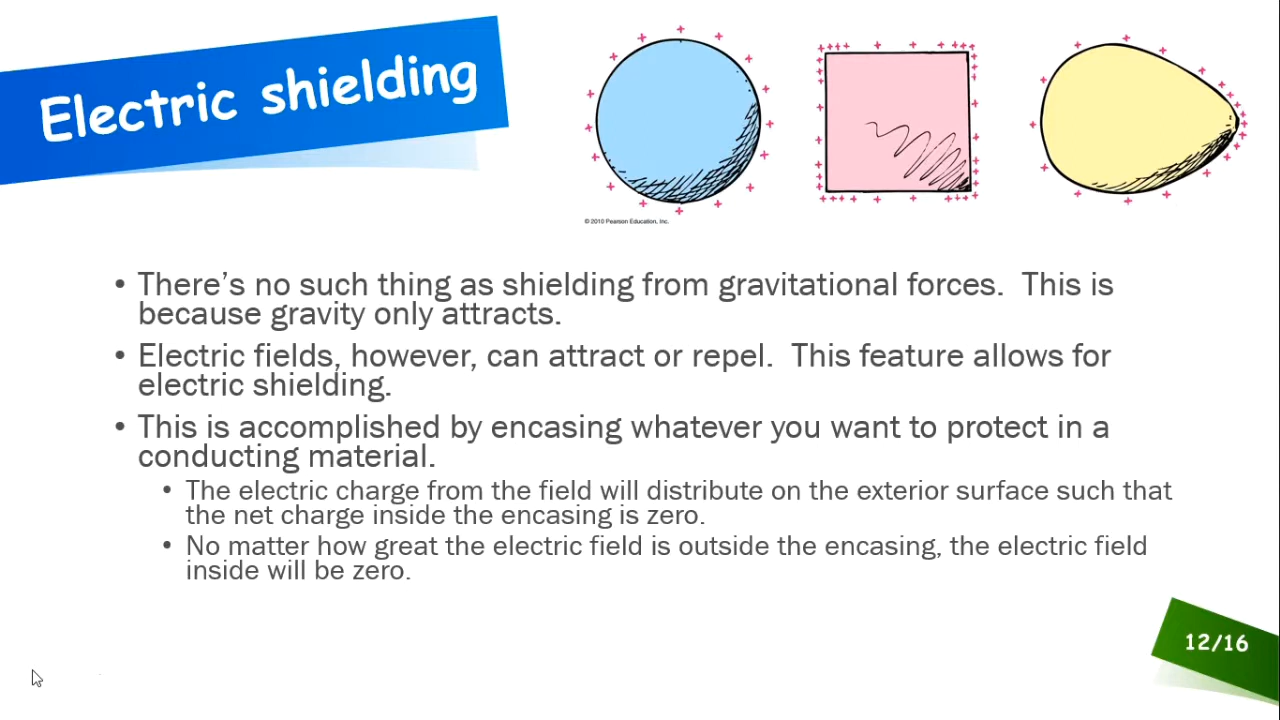 Electric shielding
© 2010 Pearson Education, Inc.
• There’s no such thing as shielding from gravitational forces.  This is
because gravity only attracts.
• Electric fields, however, can attract or repel.  This feature allows for
electric shielding.
• This is accomplished by encasing whatever you want to protect in a
conducting material.
• The electric charge from the field will distribute on the exterior surface such that
the net charge inside the encasing is zero.
• No matter how great the electric field is outside the encasing, the electric field
inside will be zero.
12/16